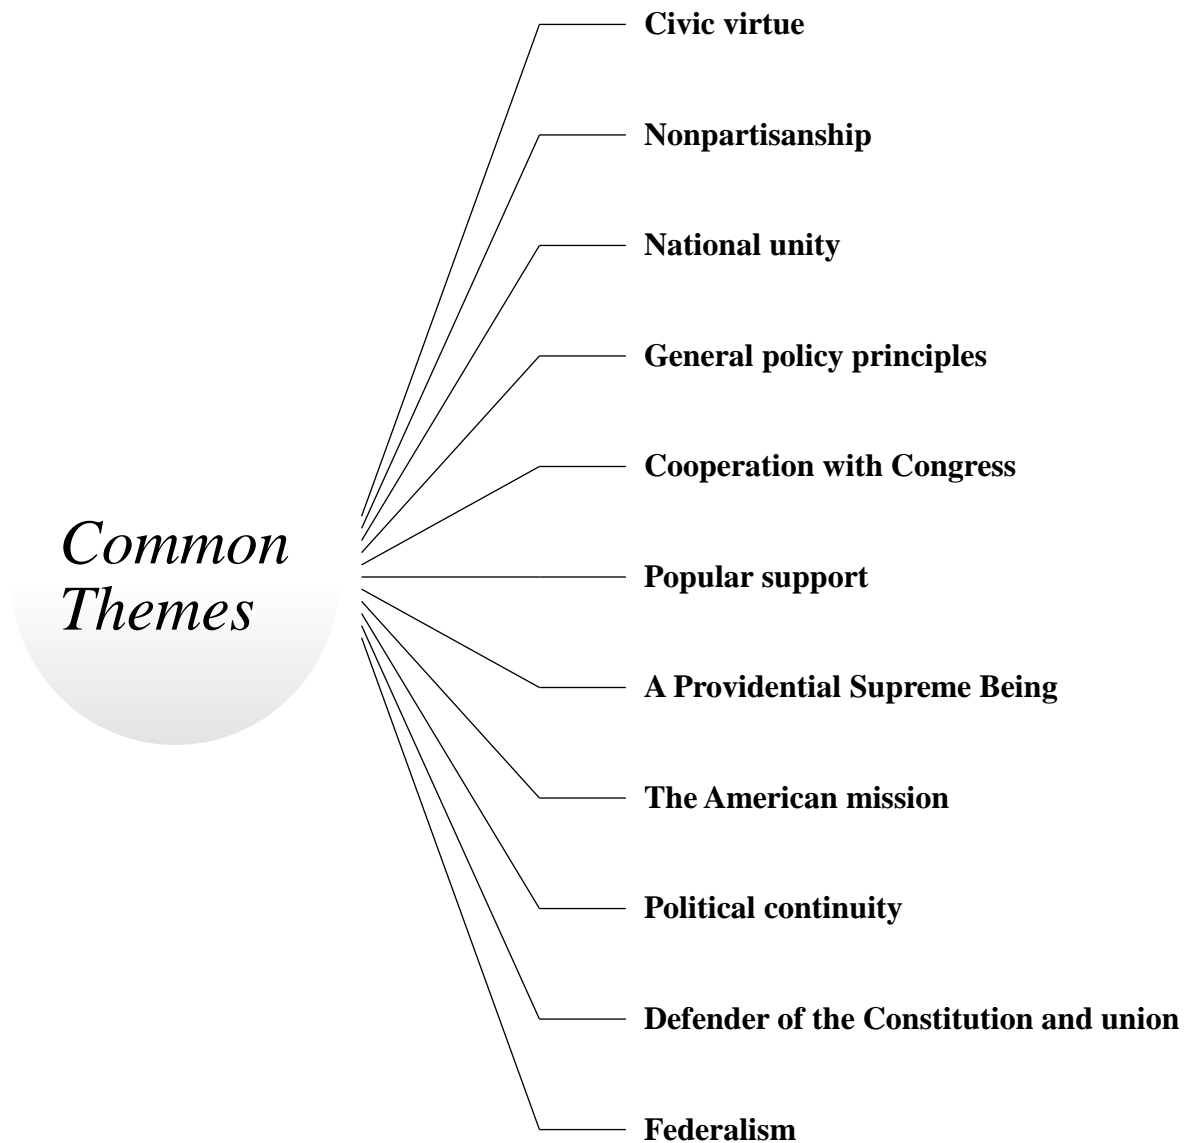 Civic virtue
Nonpartisanship
National unity
General policy principles
Cooperation with Congress
Common
Themes
Popular support
A Providential Supreme Being
The American mission
Political continuity
Defender of the Constitution and union
Federalism